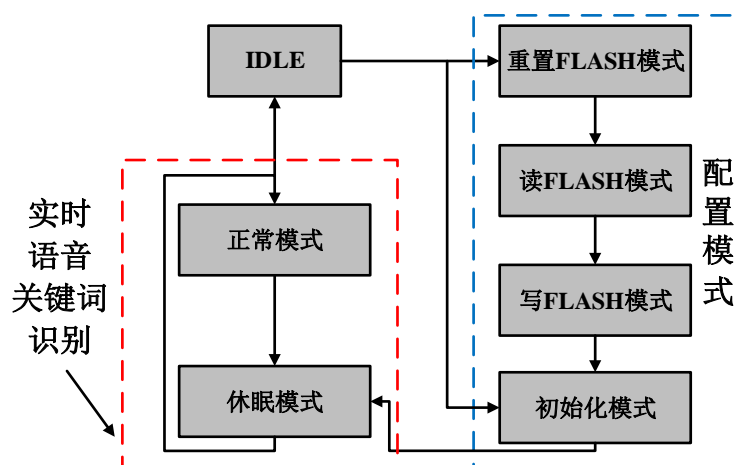 IDLE
重置FLASH模式
读FLASH模式
配
置
模
式
实时
语音
关键词
识别
正常模式
写FLASH模式
休眠模式
初始化模式